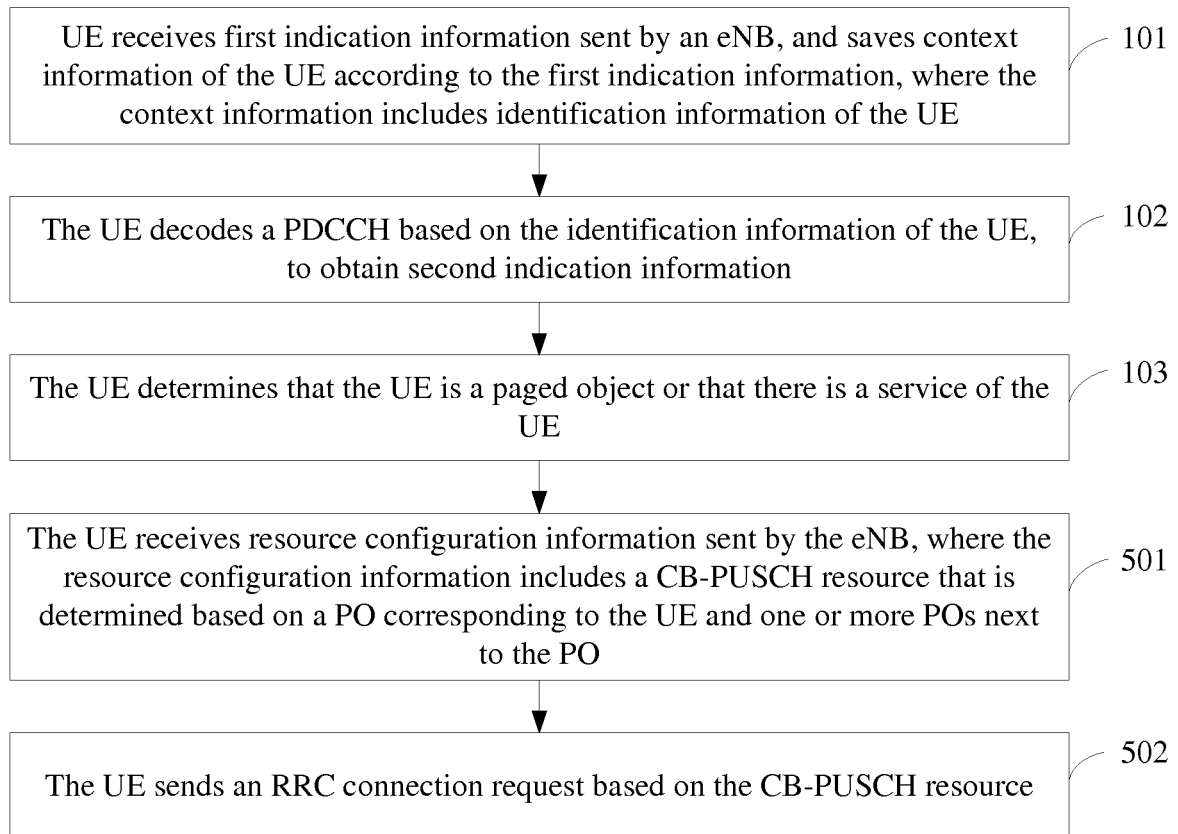 UE receives first indication information sent by an eNB, and saves context
information of the UE according to the first indication information, where the
context information includes identification information of the UE
101
The UE decodes a PDCCH based on the identification information of the UE,
to obtain second indication information
102
The UE determines that the UE is a paged object or that there is a service of the
UE
103
The UE receives resource configuration information sent by the eNB, where the
resource configuration information includes a CB-PUSCH resource that is
determined based on a PO corresponding to the UE and one or more POs next
to the PO
501
The UE sends an RRC connection request based on the CB-PUSCH resource
502